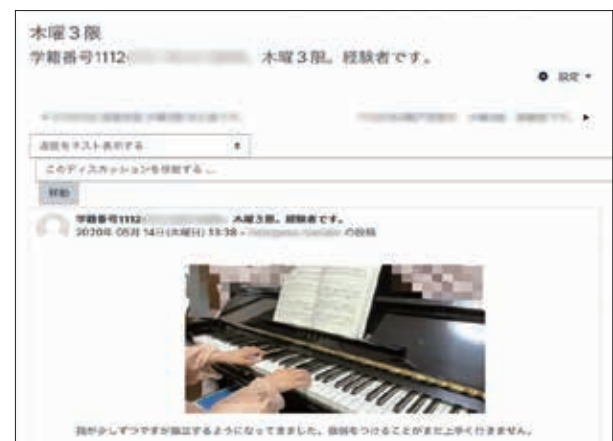 木曜3限
学籍番号1112- 木曜3限。経験者です。
設定
返信をネスト表示する
このディスカッションを移動する ...
移動
学籍番号1112- 木曜3限。経験者です。
2020年 05月 14日(木曜日) 13:38 - の投稿
指が少しずつですが独立するようになってきました。強弱をつけることがまだ上手く行きません。